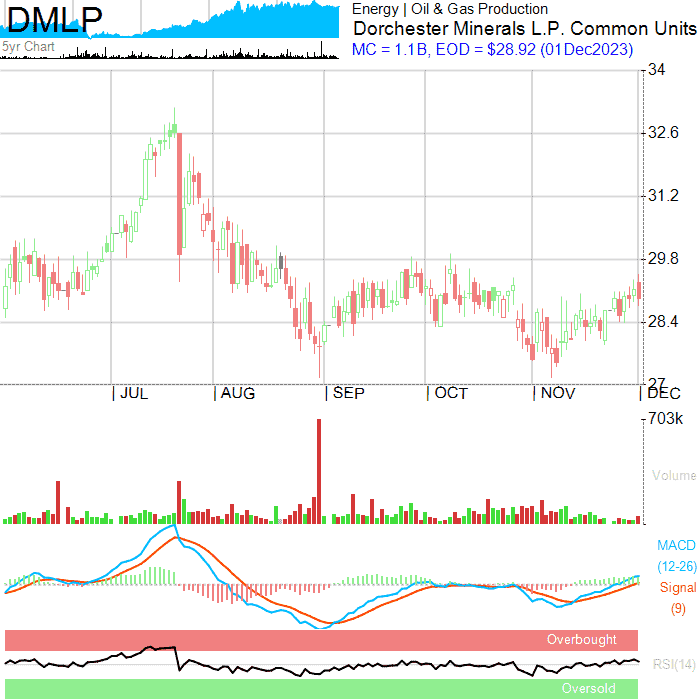 DMLP
5yr Chart
Energy | Oil & Gas Production
Dorchester Minerals L.P. Common Units
MC = 1.1B, EOD = $28.92 (01Dec2023)
34
32.6
31.2
29.8
28.4
27
| JUL | AUG | SEP | OCT | NOV | DEC
703k
Volume
MACD
(12-26)
Signal
(9)
Overbought
RSI(14)
Oversold